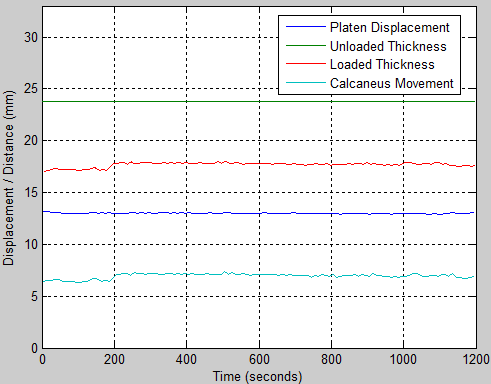 30
25
20
15
10
5
0
Displacement / Distance (mm)
Platen Displacement
Unloaded Thickness
Loaded Thickness
Calcaneus Movement
0 200 400 600 800 1000 1200
Time (seconds)